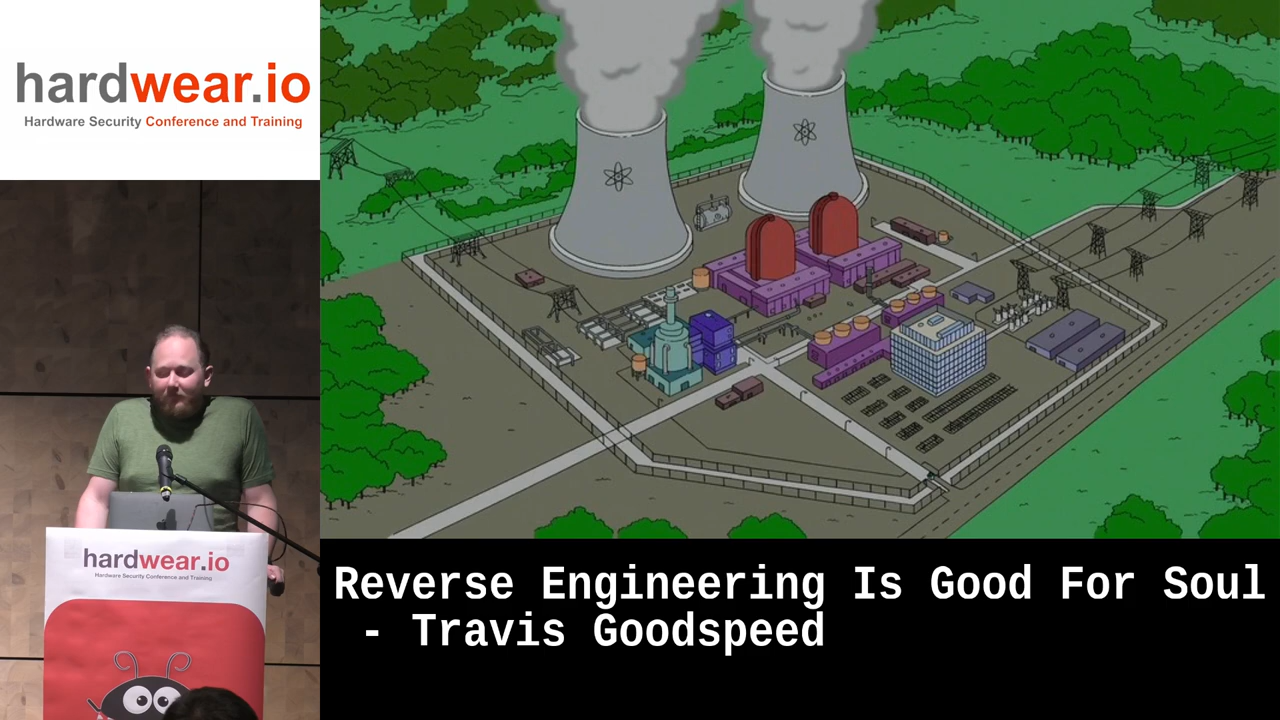 hardwear.io
Hardware Security Conference and Training
hardwear.io
Hardware Security Conference and Training
Reverse Engineering Is Good For Soul
- Travis Goodspeed